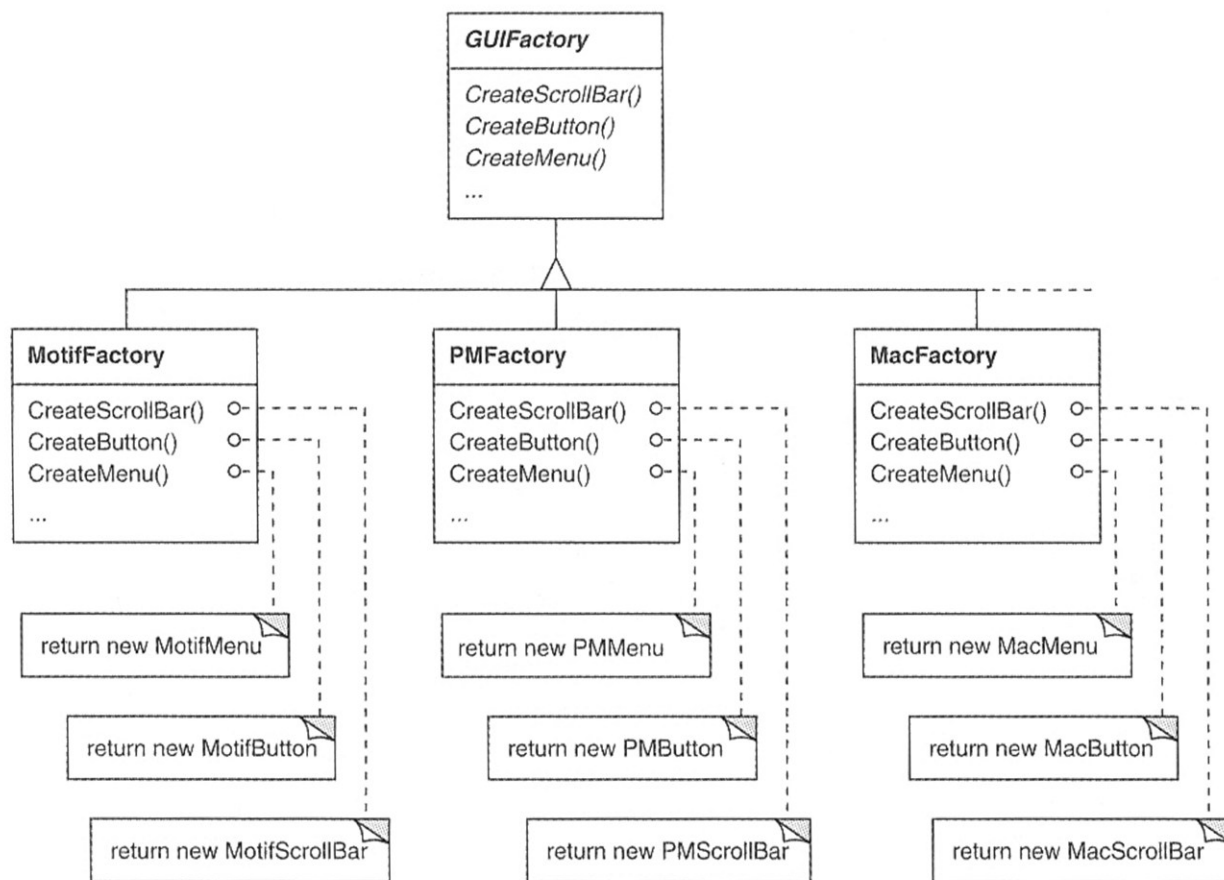 GUIFactory
CreateScrollBar()
CreateButton()
CreateMenu()
...
MotifFactory
CreateScrollBar()
CreateButton()
CreateMenu()
...
PMFactory
CreateScrollBar()
CreateButton()
CreateMenu()
...
MacFactory
CreateScrollBar()
CreateButton()
CreateMenu()
...
return new MotifMenu
return new PMMenu
return new MacMenu
return new MotifButton
return new PMButton
return new MacButton
return new MotifScrollBar
return new PMScrollBar
return new MacScrollBar